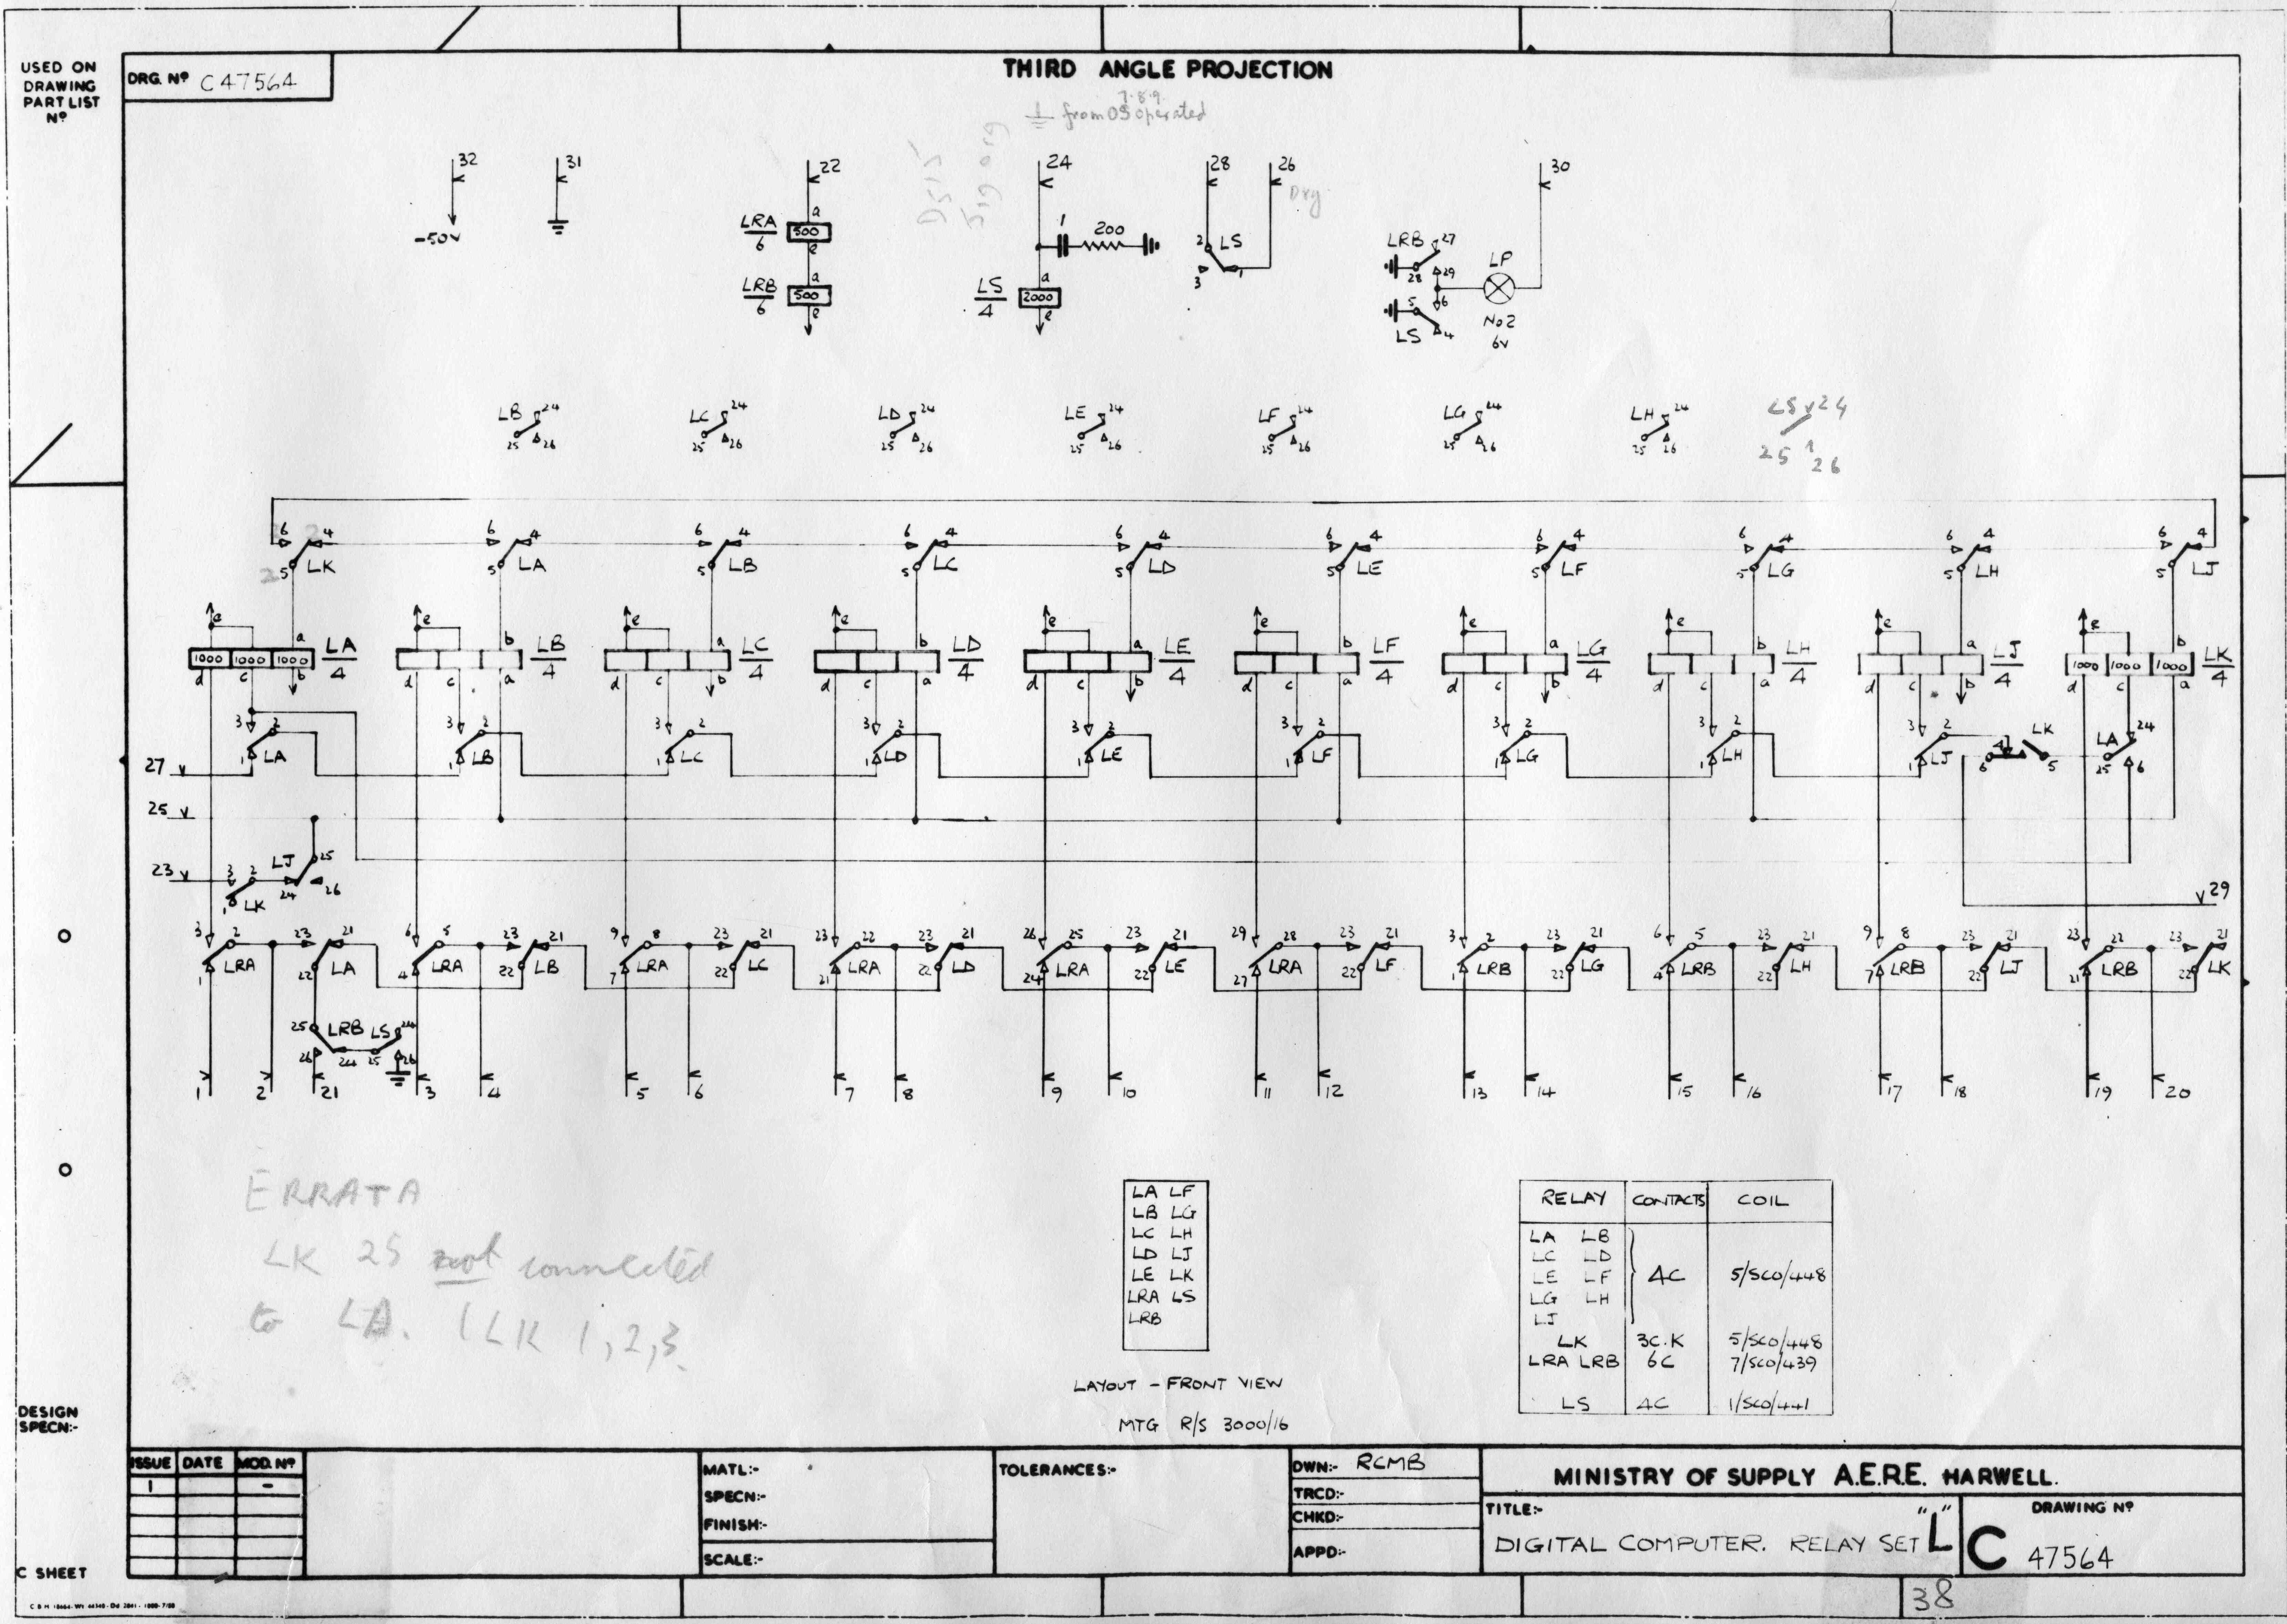 USED ON
DRAWING
PART LIST
Nº
DRG. Nº C47564
THIRD ANGLE PROJECTION
7.8.9.
from OS operated
32
31
22
24
28
26
30
Drg
-50V
LRA
6
a
500
e
LRB
6
a
500
e
1
200
LS
4
a
2000
e
2 LS
3
1
LRB 27
28
29
LP
No2
6V
5
6
LS 4
LB 24
25 26
LC 24
25 26
LD 24
25 26
LE 24
25 26
LF 24
25 26
LG 24
25 26
LH 24
25 26
LS 24
25 26
6 4 6 4 6 4 6 4 6 4 6 4 6 4 6 4 6 4 6 4
5 LK 5 LA 5 LB 5 LC 5 LD 5 LE 5 LF 5 LG 5 LH 5 LJ
e a e b e a e b e a e b e a e b e a e b
1000 1000 1000 LA LB LC LD LE LF LG LH LJ 1000 1000 1000 LK
4 4 4 4 4 4 4 4 4 4
d c b d c a d c b d c a d c b d c a d c b d c a d c b d c a
3 2 3 2 3 2 3 2 3 2 3 2 3 2 3 2 3 2 LK 24
1 LA 1 LB 1 LC 1 LD 1 LE 1 LF 1 LG 1 LH 1 LJ 6 4 5 LA 25 6
27
25
23
3 2 LJ 25
1 LK 24 26
29
3 2 23 21 6 5 23 21 9 8 23 21 23 22 23 21 26 25 23 21 29 28 23 21 3 2 23 21 6 5 23 21 9 8 23 21 23 22 23 21
1 LRA 22 LA 4 LRA 22 LB 7 LRA 22 LC 21 LRA 22 LD 24 LRA 22 LE 27 LRA 22 LF 1 LRB 22 LG 4 LRB 22 LH 7 LRB 22 LJ 21 LRB 22 LK
25 LRB LS 24
26 24 25 26
1 2 21 3 4 5 6 7 8 9 10 11 12 13 14 15 16 17 18 19 20
ERRATA
LK 25 not connected
to LA. (LK 1,2,3.
LA LF
LB LG
LC LH
LD LJ
LE LK
LRA LS
LRB
LAYOUT - FRONT VIEW
MTG R/S 3000/16
RELAY CONTACTS COIL
LA LB
LC LD
LE LF 4C 5/SCO/448
LG LH
LJ
LK 3C.K 5/SCO/448
LRA LRB 6C 7/SCO/439
LS 4C 1/SCO/441
DESIGN
SPECN:-
C SHEET
ISSUE DATE MOD. Nº
1 -
MATL:-
SPECN:-
FINISH:-
SCALE:-
TOLERANCES:-
DWN:- RCMB
TRCD:-
CHKD:-
APPD:-
MINISTRY OF SUPPLY A.E.R.E. HARWELL.
TITLE:-
DIGITAL COMPUTER. RELAY SET "L"
DRAWING Nº
C 47564
38